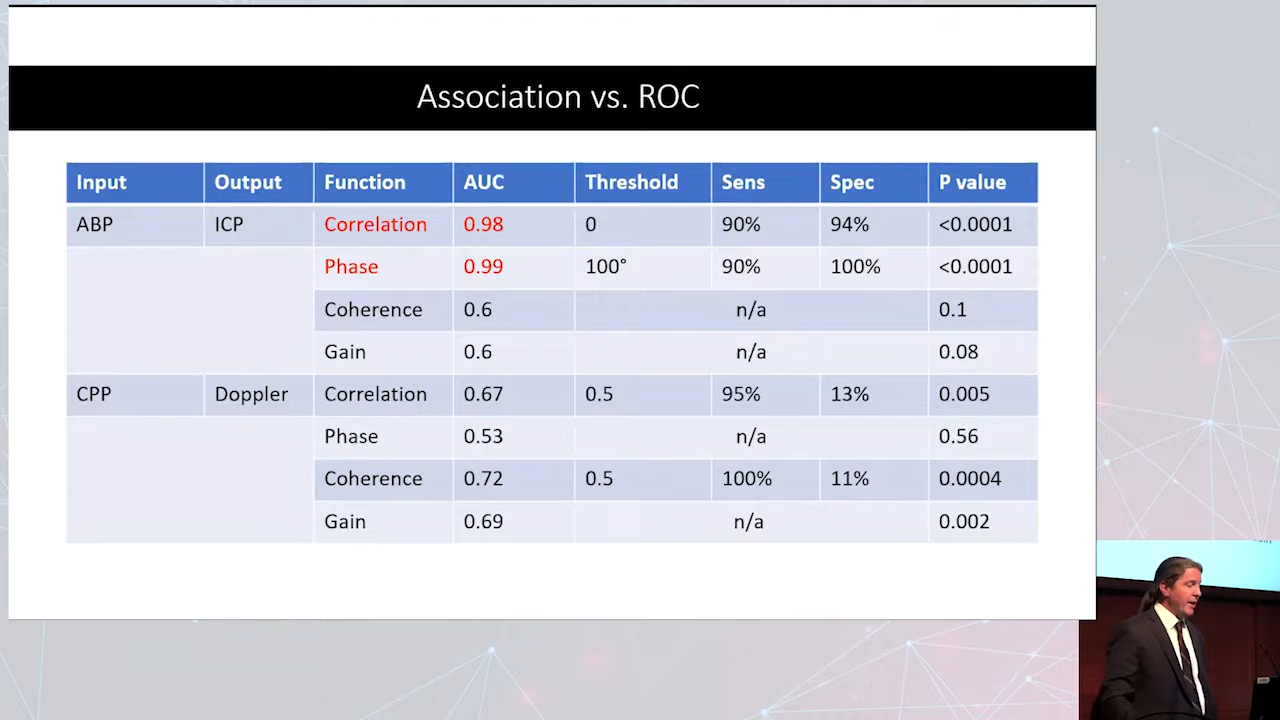 Association vs. ROC
Input Output Function AUC Threshold Sens Spec P value
ABP ICP Correlation 0.98 0 90% 94% <0.0001
Phase 0.99 100° 90% 100% <0.0001
Coherence 0.6 n/a 0.1
Gain 0.6 n/a 0.08
CPP Doppler Correlation 0.67 0.5 95% 13% 0.005
Phase 0.53 n/a 0.56
Coherence 0.72 0.5 100% 11% 0.0004
Gain 0.69 n/a 0.002